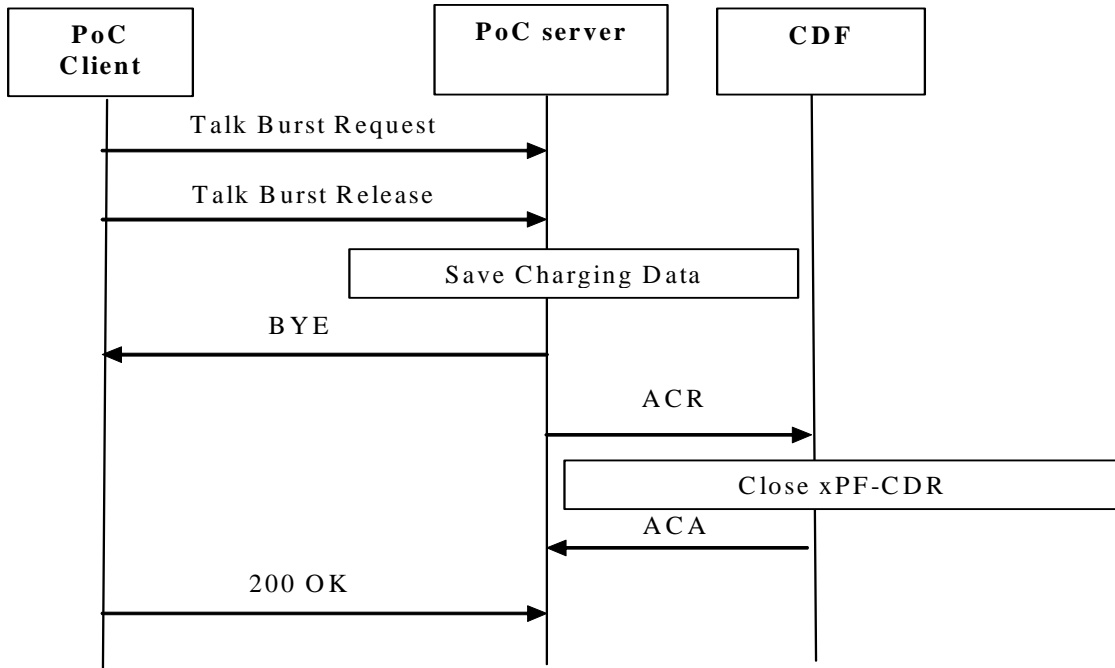 PoC
Client
PoC server
CDF
Talk Burst Request
Talk Burst Release
Save Charging Data
BYE
ACR
Close xPF-CDR
ACA
200 OK